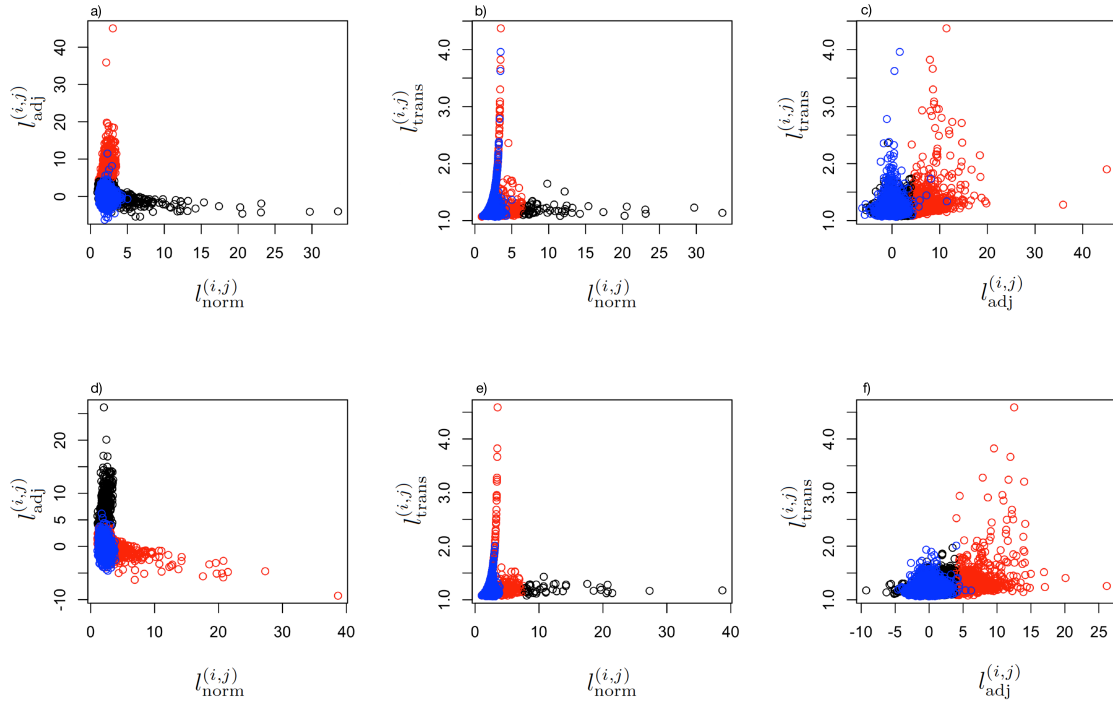 a)
l_adj^(i,j)
40
30
20
10
0
0 5 10 15 20 25 30
l_norm^(i,j)
b)
l_trans^(i,j)
4.0
3.0
2.0
1.0
0 5 10 15 20 25 30
l_norm^(i,j)
c)
l_trans^(i,j)
4.0
3.0
2.0
1.0
0 10 20 30 40
l_adj^(i,j)
d)
l_adj^(i,j)
20
10
5
0
-10
0 10 20 30 40
l_norm^(i,j)
e)
l_trans^(i,j)
4.0
3.0
2.0
1.0
0 10 20 30 40
l_norm^(i,j)
f)
l_trans^(i,j)
4.0
3.0
2.0
1.0
-10 -5 0 5 10 15 20 25
l_adj^(i,j)